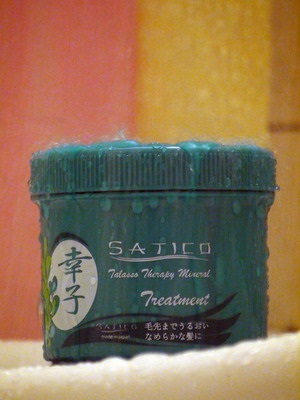 SATICO
Talasso Therapy Mineral
幸子
Treatment
SATICO
毛先までうるおい
なめらかな髪に